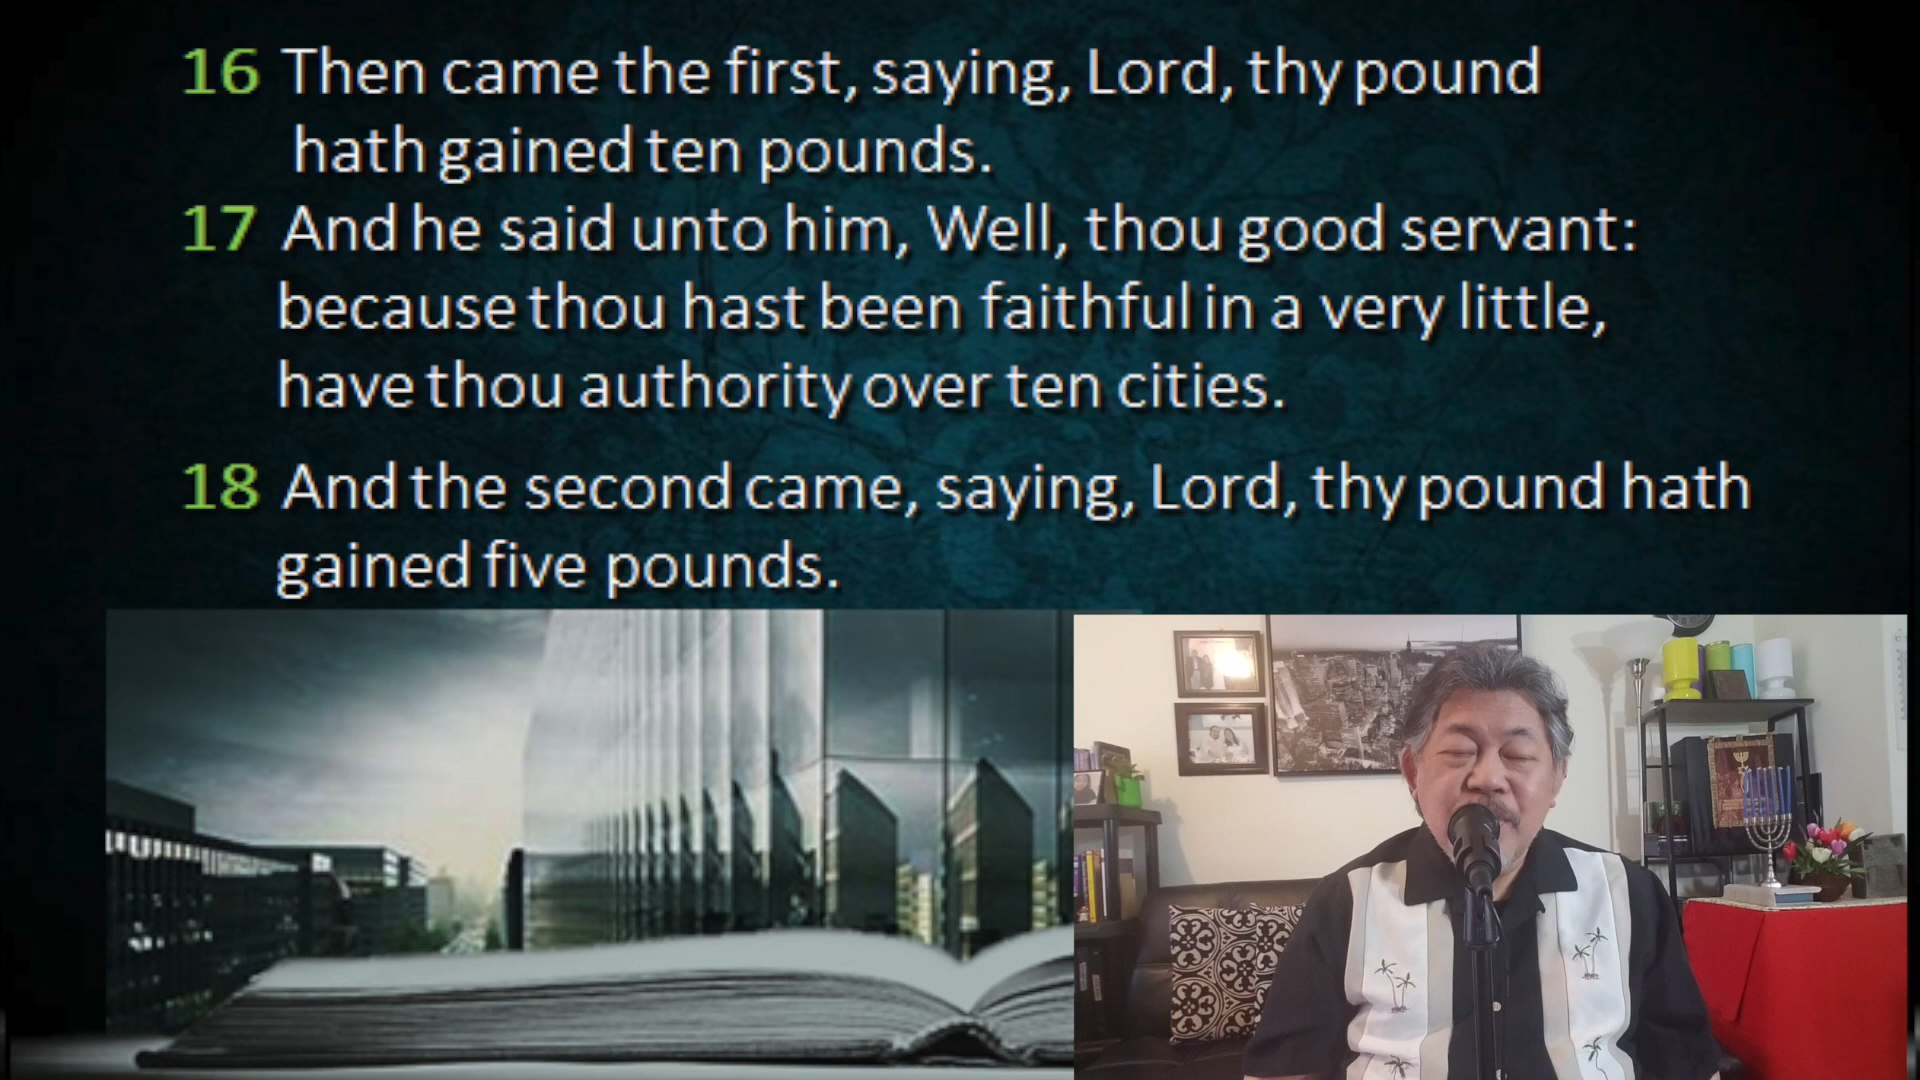 16 Then came the first, saying, Lord, thy pound
hath gained ten pounds.
17 And he said unto him, Well, thou good servant:
because thou hast been faithful in a very little,
have thou authority over ten cities.
18 And the second came, saying, Lord, thy pound hath
gained five pounds.